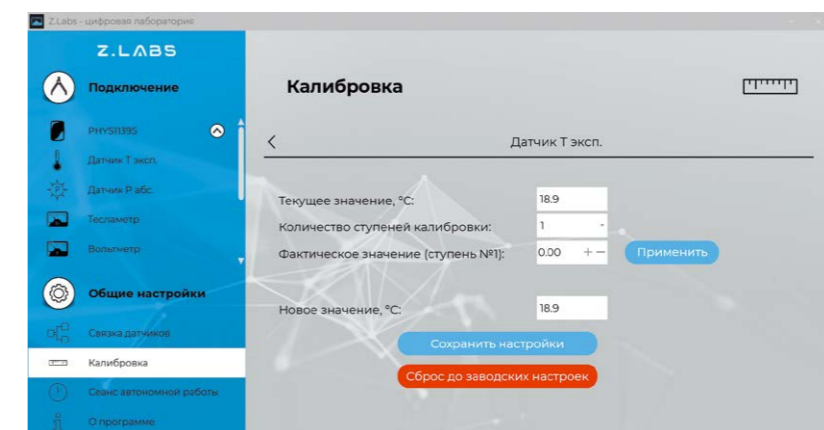 Z.Labs - цифровая лаборатория
Z.LABS
Подключение
PHYS11395
Датчик Т эксп.
Датчик Р абс.
Тесламетр
Вольтметр
Общие настройки
Связка датчиков
Калибровка
Сеанс автономной работы
О программе
Калибровка
Датчик Т эксп.
Текущее значение, °C: 18.9
Количество ступеней калибровки: 1
Фактическое значение (ступень №1): 0.00 + − Применить
Новое значение, °C: 18.9
Сохранить настройки
Сброс до заводских настроек